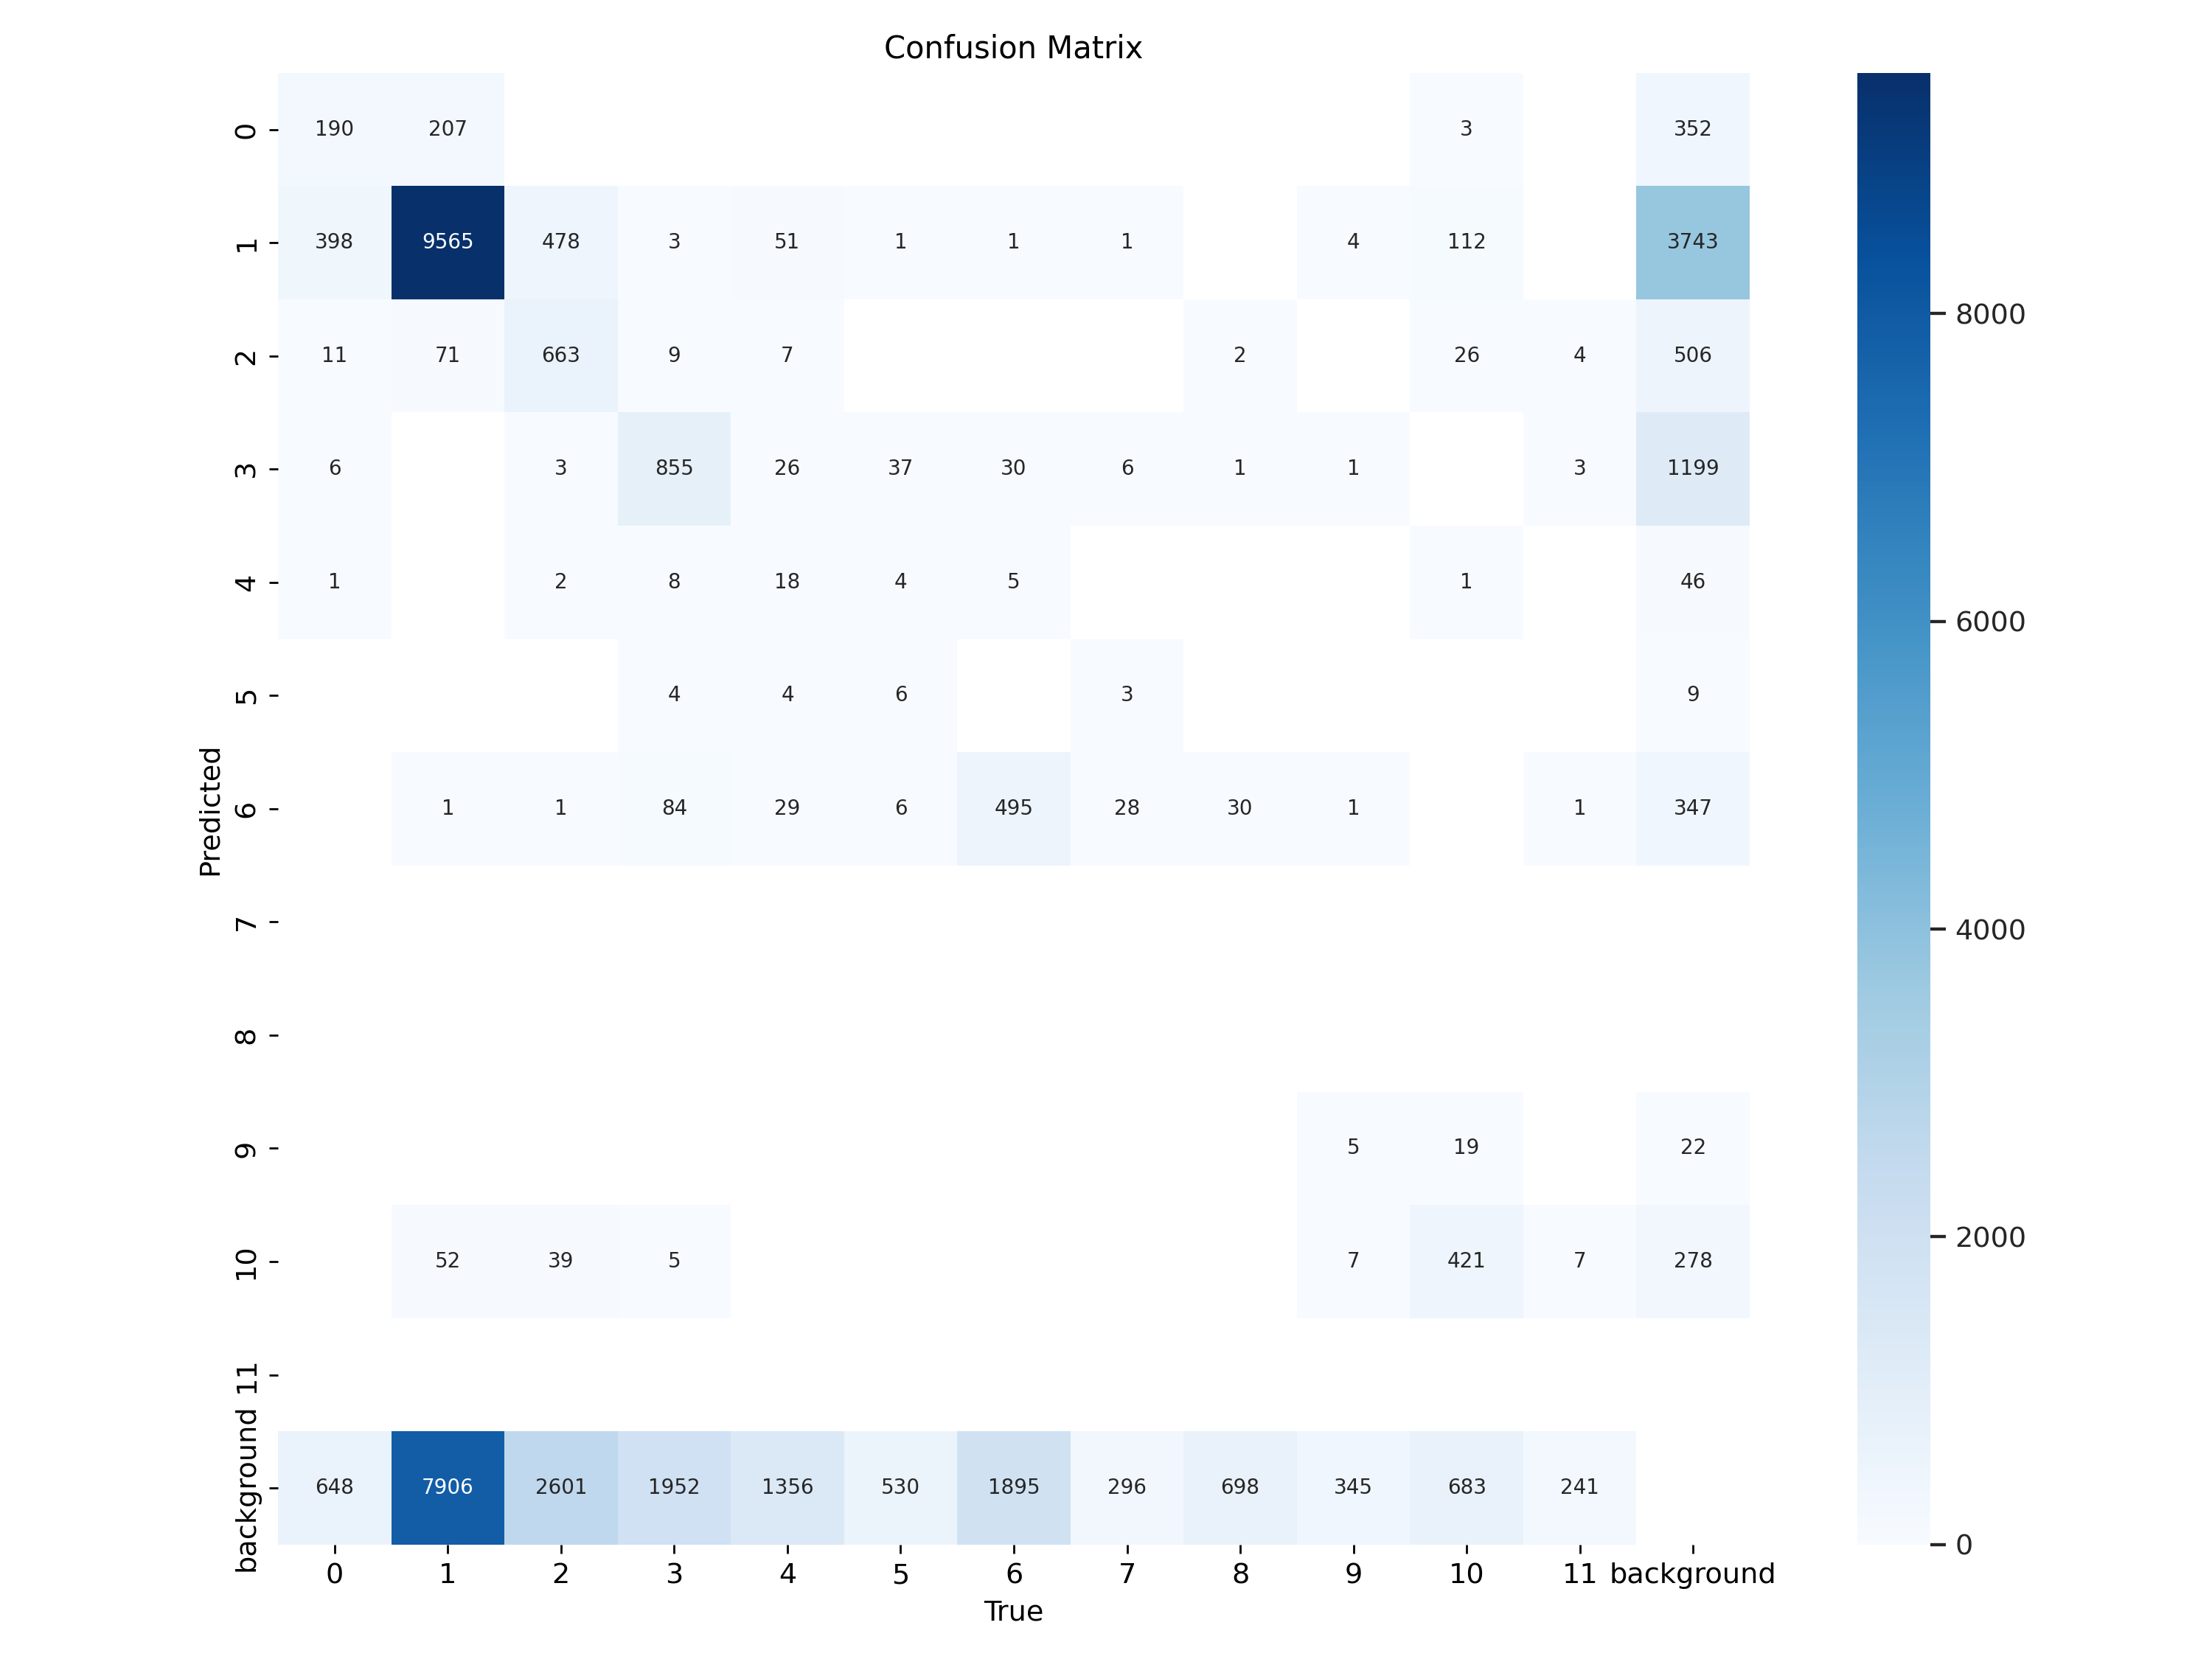 Confusion Matrix
0 190 207 3 352
1 398 9565 478 3 51 1 1 1 4 112 3743
2 11 71 663 9 7 2 26 4 506
3 6 3 855 26 37 30 6 1 1 3 1199
4 1 2 8 18 4 5 1 46
5 4 4 6 3 9
6 1 1 84 29 6 495 28 30 1 1 347
7
8
9 5 19 22
10 52 39 5 7 421 7 278
11
background 648 7906 2601 1952 1356 530 1895 296 698 345 683 241
0 1 2 3 4 5 6 7 8 9 10 11 background
True
Predicted
8000
6000
4000
2000
0